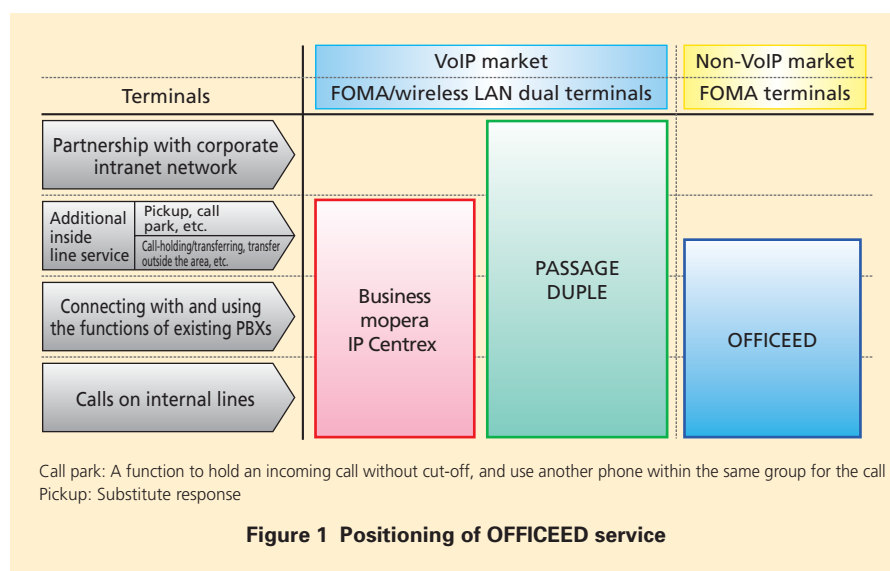 VoIP market
Non-VoIP market
Terminals
FOMA/wireless LAN dual terminals
FOMA terminals
Partnership with corporate
intranet network
Additional
inside
line service
Pickup, call
park, etc.
Call-holding/transferring, transfer
outside the area, etc.
Connecting with and using
the functions of existing PBXs
Calls on internal lines
Business
mopera
IP Centrex
PASSAGE
DUPLE
OFFICEED
Call park: A function to hold an incoming call without cut-off, and use another phone within the same group for the call
Pickup: Substitute response
Figure 1 Positioning of OFFICEED service